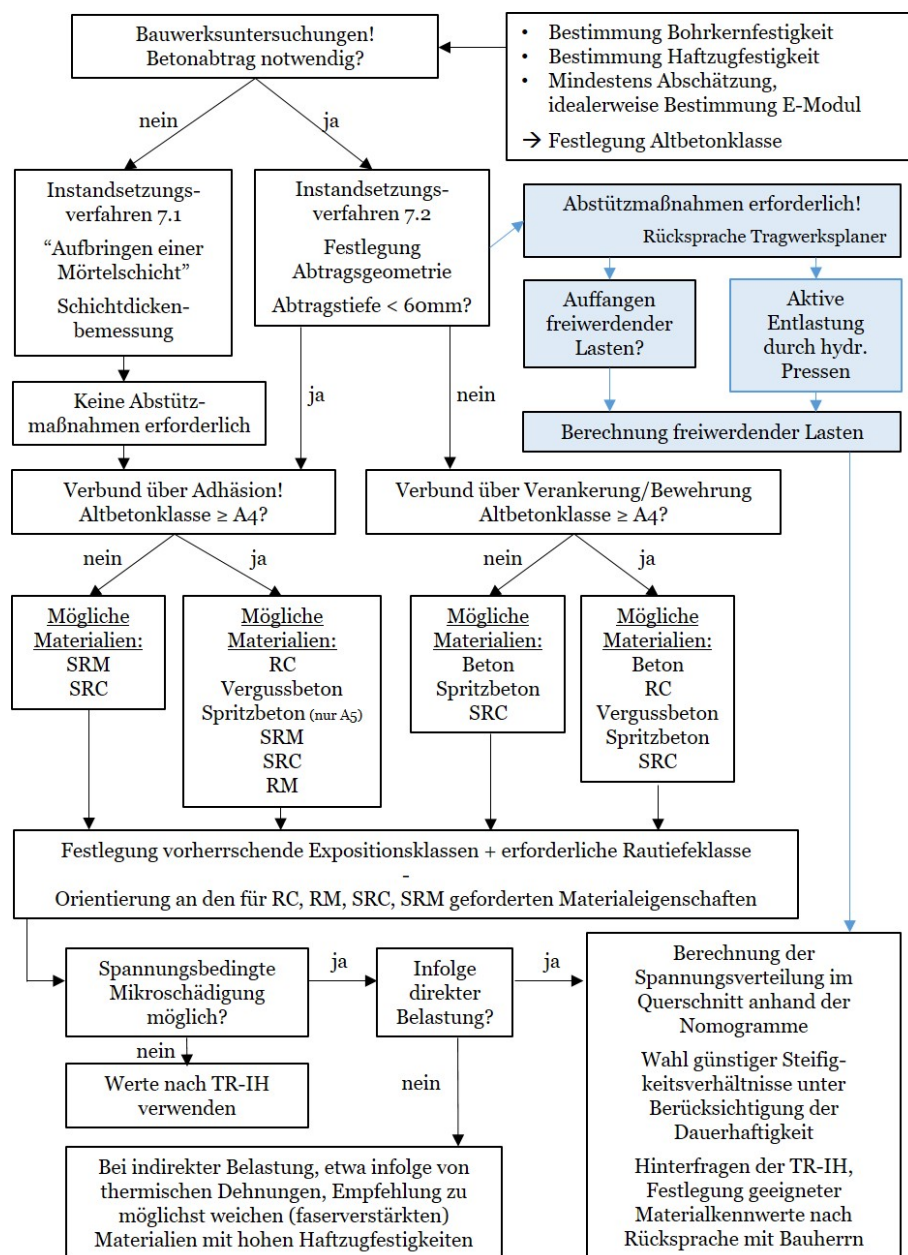 Bauwerksuntersuchungen!
Betonabtrag notwendig?
• Bestimmung Bohrkernfestigkeit
• Bestimmung Haftzugfestigkeit
• Mindestens Abschätzung,
idealerweise Bestimmung E-Modul
→ Festlegung Altbetonklasse
nein
ja
Instandsetzungs-
verfahren 7.1
“Aufbringen einer
Mörtelschicht”
Schichtdicken-
bemessung
Instandsetzungs-
verfahren 7.2
Festlegung
Abtragsgeometrie
Abtragstiefe < 60mm?
Abstützmaßnahmen erforderlich!
Rücksprache Tragwerksplaner
Auffangen
freiwerdender
Lasten?
Aktive
Entlastung
durch hydr.
Pressen
Berechnung freiwerdender Lasten
Keine Abstütz-
maßnahmen erforderlich
ja
nein
Verbund über Adhäsion!
Altbetonklasse ≥ A4?
Verbund über Verankerung/Bewehrung
Altbetonklasse ≥ A4?
nein
ja
nein
ja
Mögliche
Materialien:
SRM
SRC
Mögliche
Materialien:
RC
Vergussbeton
Spritzbeton (nur A5)
SRM
SRC
RM
Mögliche
Materialien:
Beton
Spritzbeton
SRC
Mögliche
Materialien:
Beton
RC
Vergussbeton
Spritzbeton
SRC
Festlegung vorherrschende Expositionsklassen + erforderliche Rautiefeklasse
-
Orientierung an den für RC, RM, SRC, SRM geforderten Materialeigenschaften
Spannungsbedingte
Mikroschädigung
möglich?
ja
Infolge
direkter
Belastung?
ja
nein
Werte nach TR-IH
verwenden
nein
Bei indirekter Belastung, etwa infolge von
thermischen Dehnungen, Empfehlung zu
möglichst weichen (faserverstärkten)
Materialien mit hohen Haftzugfestigkeiten
Berechnung der
Spannungsverteilung im
Querschnitt anhand der
Nomogramme
Wahl günstiger Steifig-
keitsverhältnisse unter
Berücksichtigung der
Dauerhaftigkeit
Hinterfragen der TR-IH,
Festlegung geeigneter
Materialkennwerte nach
Rücksprache mit Bauherrn